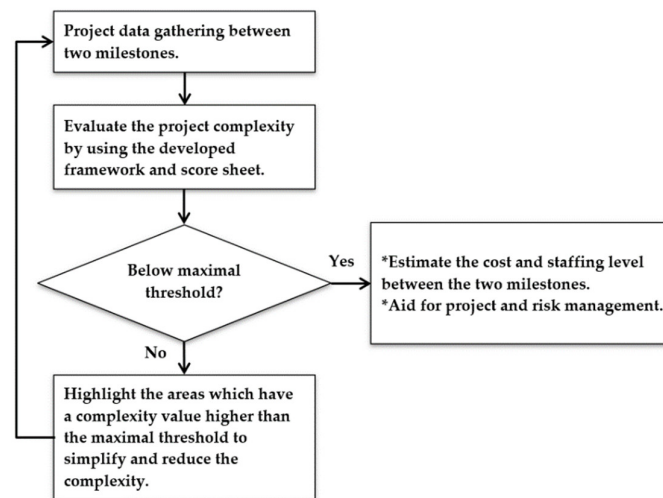 Project data gathering between
two milestones.
Evaluate the project complexity
by using the developed
framework and score sheet.
Below maximal
threshold?
Yes
*Estimate the cost and staffing level
between the two milestones.
*Aid for project and risk management.
No
Highlight the areas which have
a complexity value higher than
the maximal threshold to
simplify and reduce the
complexity.